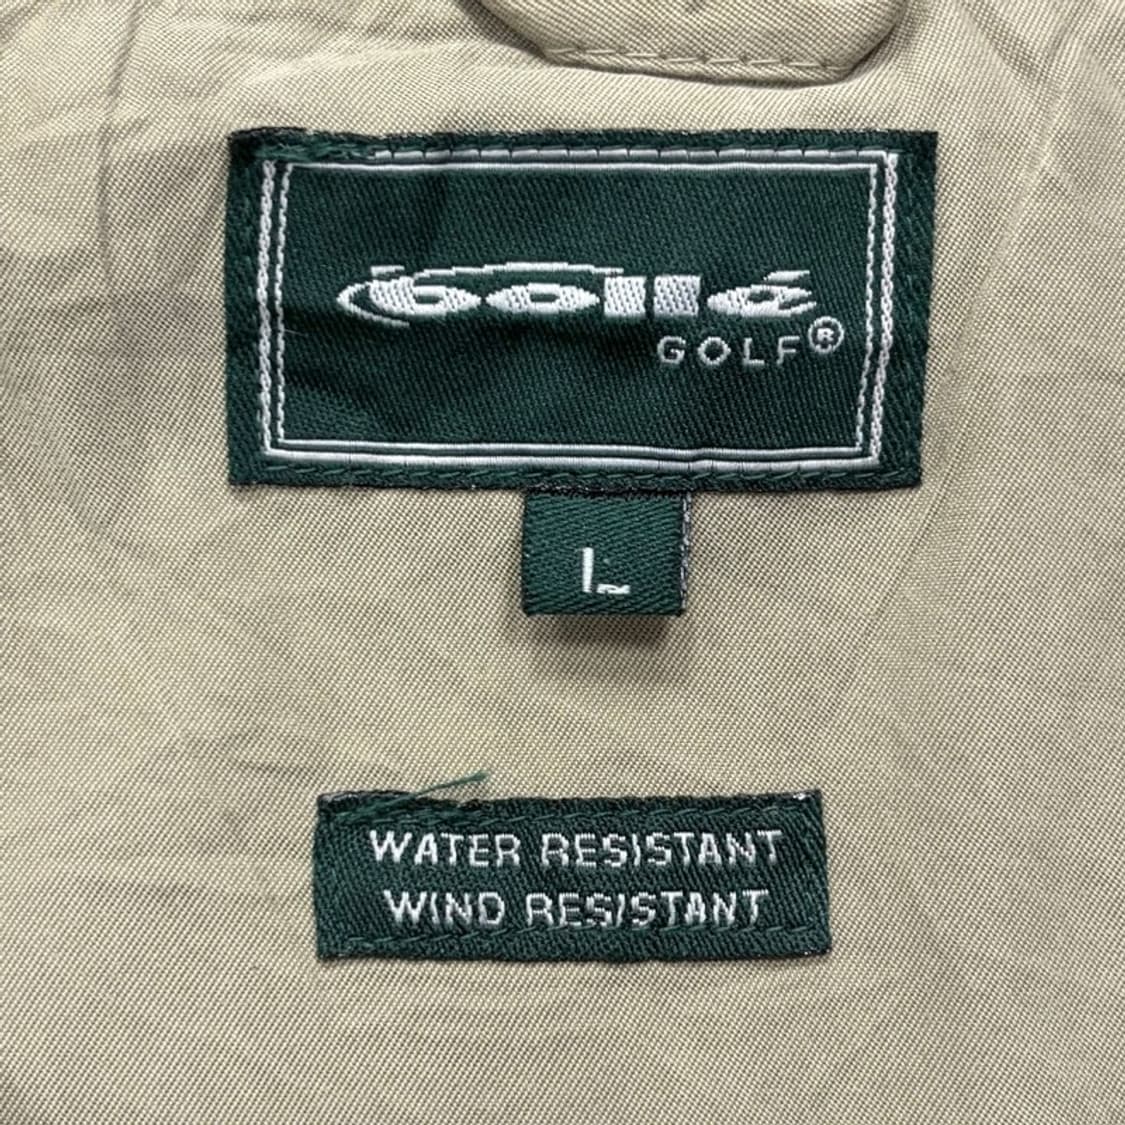 bollé
GOLF®
L
WATER RESISTANT
WIND RESISTANT